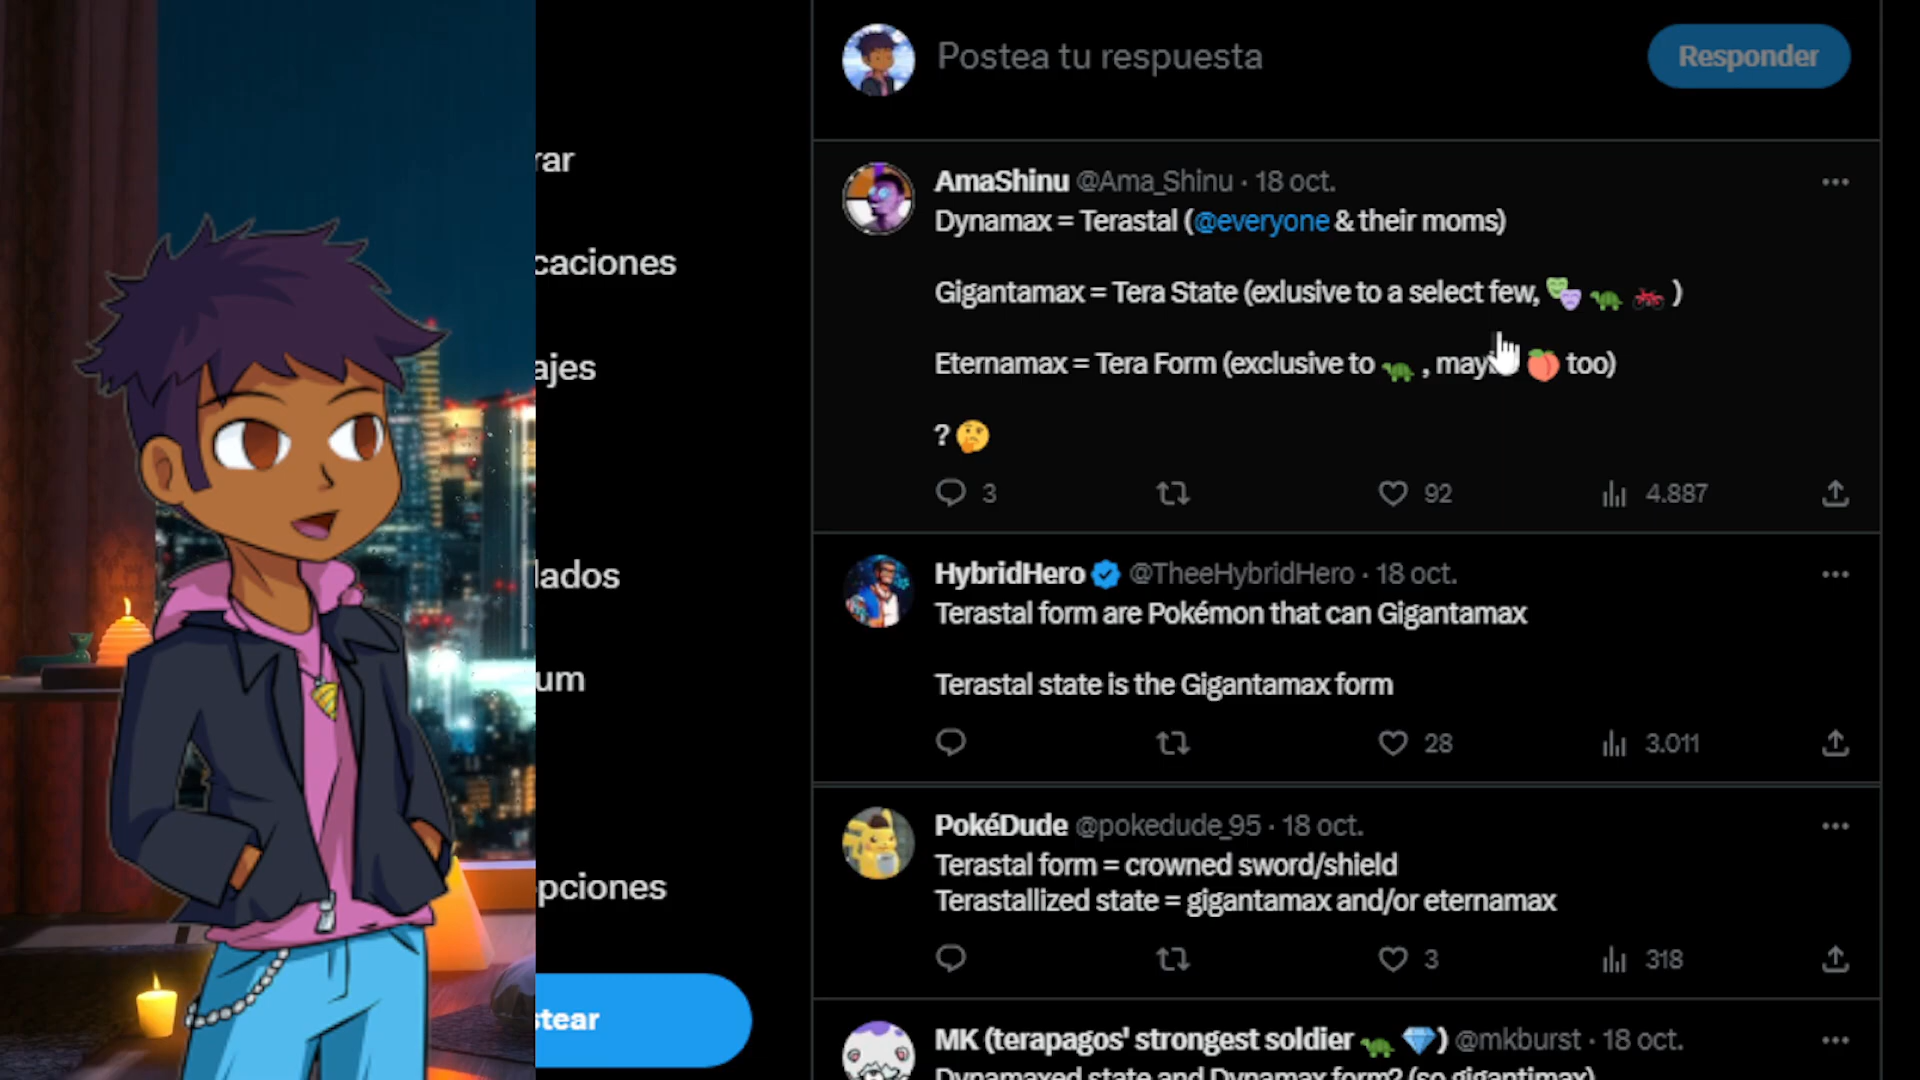 rar
caciones
ajes
lados
um
pciones
stear
Postea tu respuesta
Responder
AmaShinu @Ama_Shinu · 18 oct.
Dynamax = Terastal (@everyone & their moms)
Gigantamax = Tera State (exlusive to a select few, 🎭 🐢 🏍️ )
Eternamax = Tera Form (exclusive to 🐢 , may 🍑 too)
? 🤔
3 92 4.887
HybridHero @TheeHybridHero · 18 oct.
Terastal form are Pokémon that can Gigantamax
Terastal state is the Gigantamax form
28 3.011
PokéDude @pokedude_95 · 18 oct.
Terastal form = crowned sword/shield
Terastallized state = gigantamax and/or eternamax
3 318
MK (terapagos' strongest soldier 🐢 💎) @mkburst · 18 oct.
Dynamaxed state and Dynamax form? (so gigantimax)